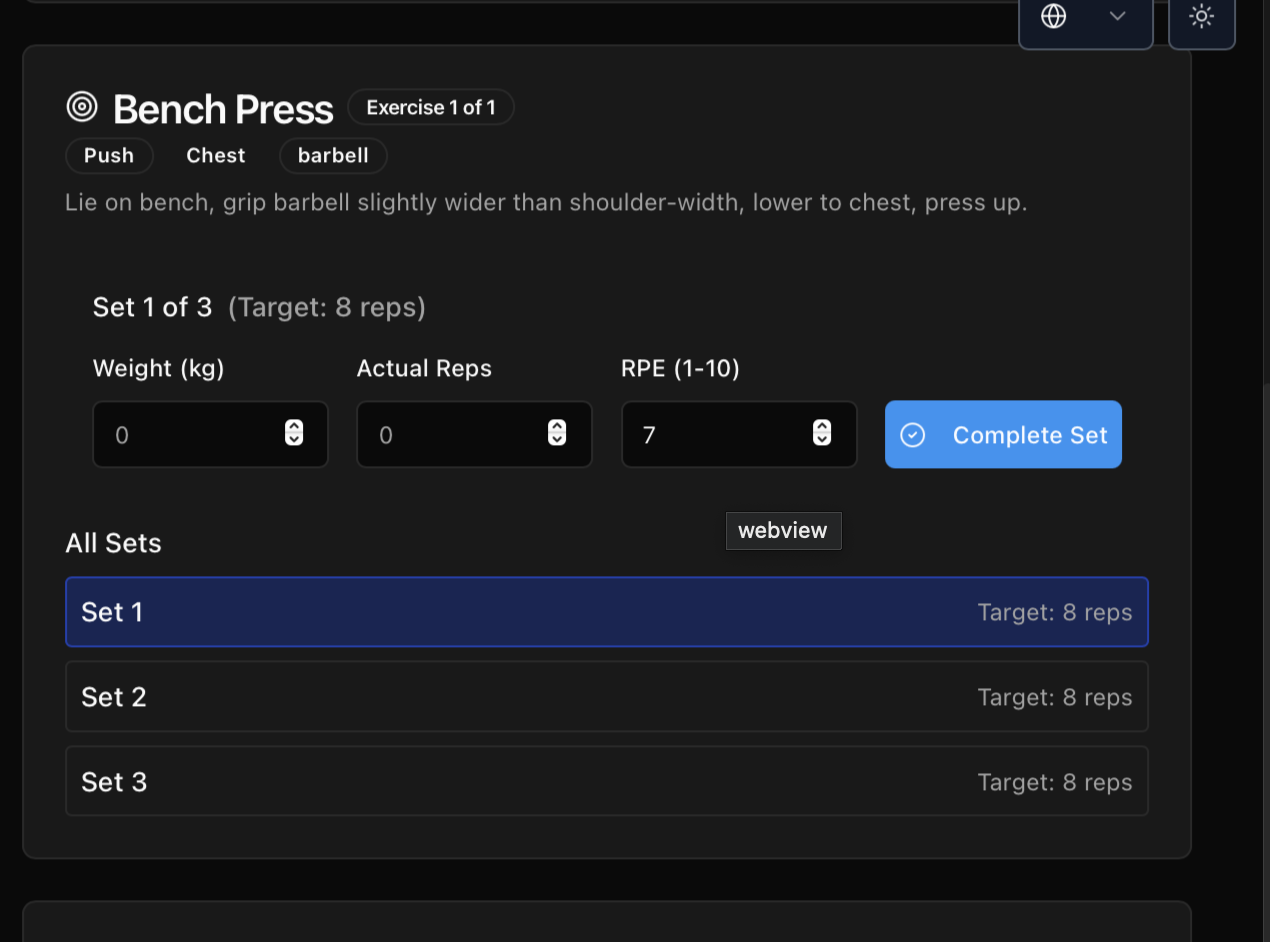 Bench Press Exercise 1 of 1
Push Chest barbell
Lie on bench, grip barbell slightly wider than shoulder-width, lower to chest, press up.
Set 1 of 3 (Target: 8 reps)
Weight (kg) Actual Reps RPE (1-10)
0 0 7 Complete Set
webview
All Sets
Set 1 Target: 8 reps
Set 2 Target: 8 reps
Set 3 Target: 8 reps